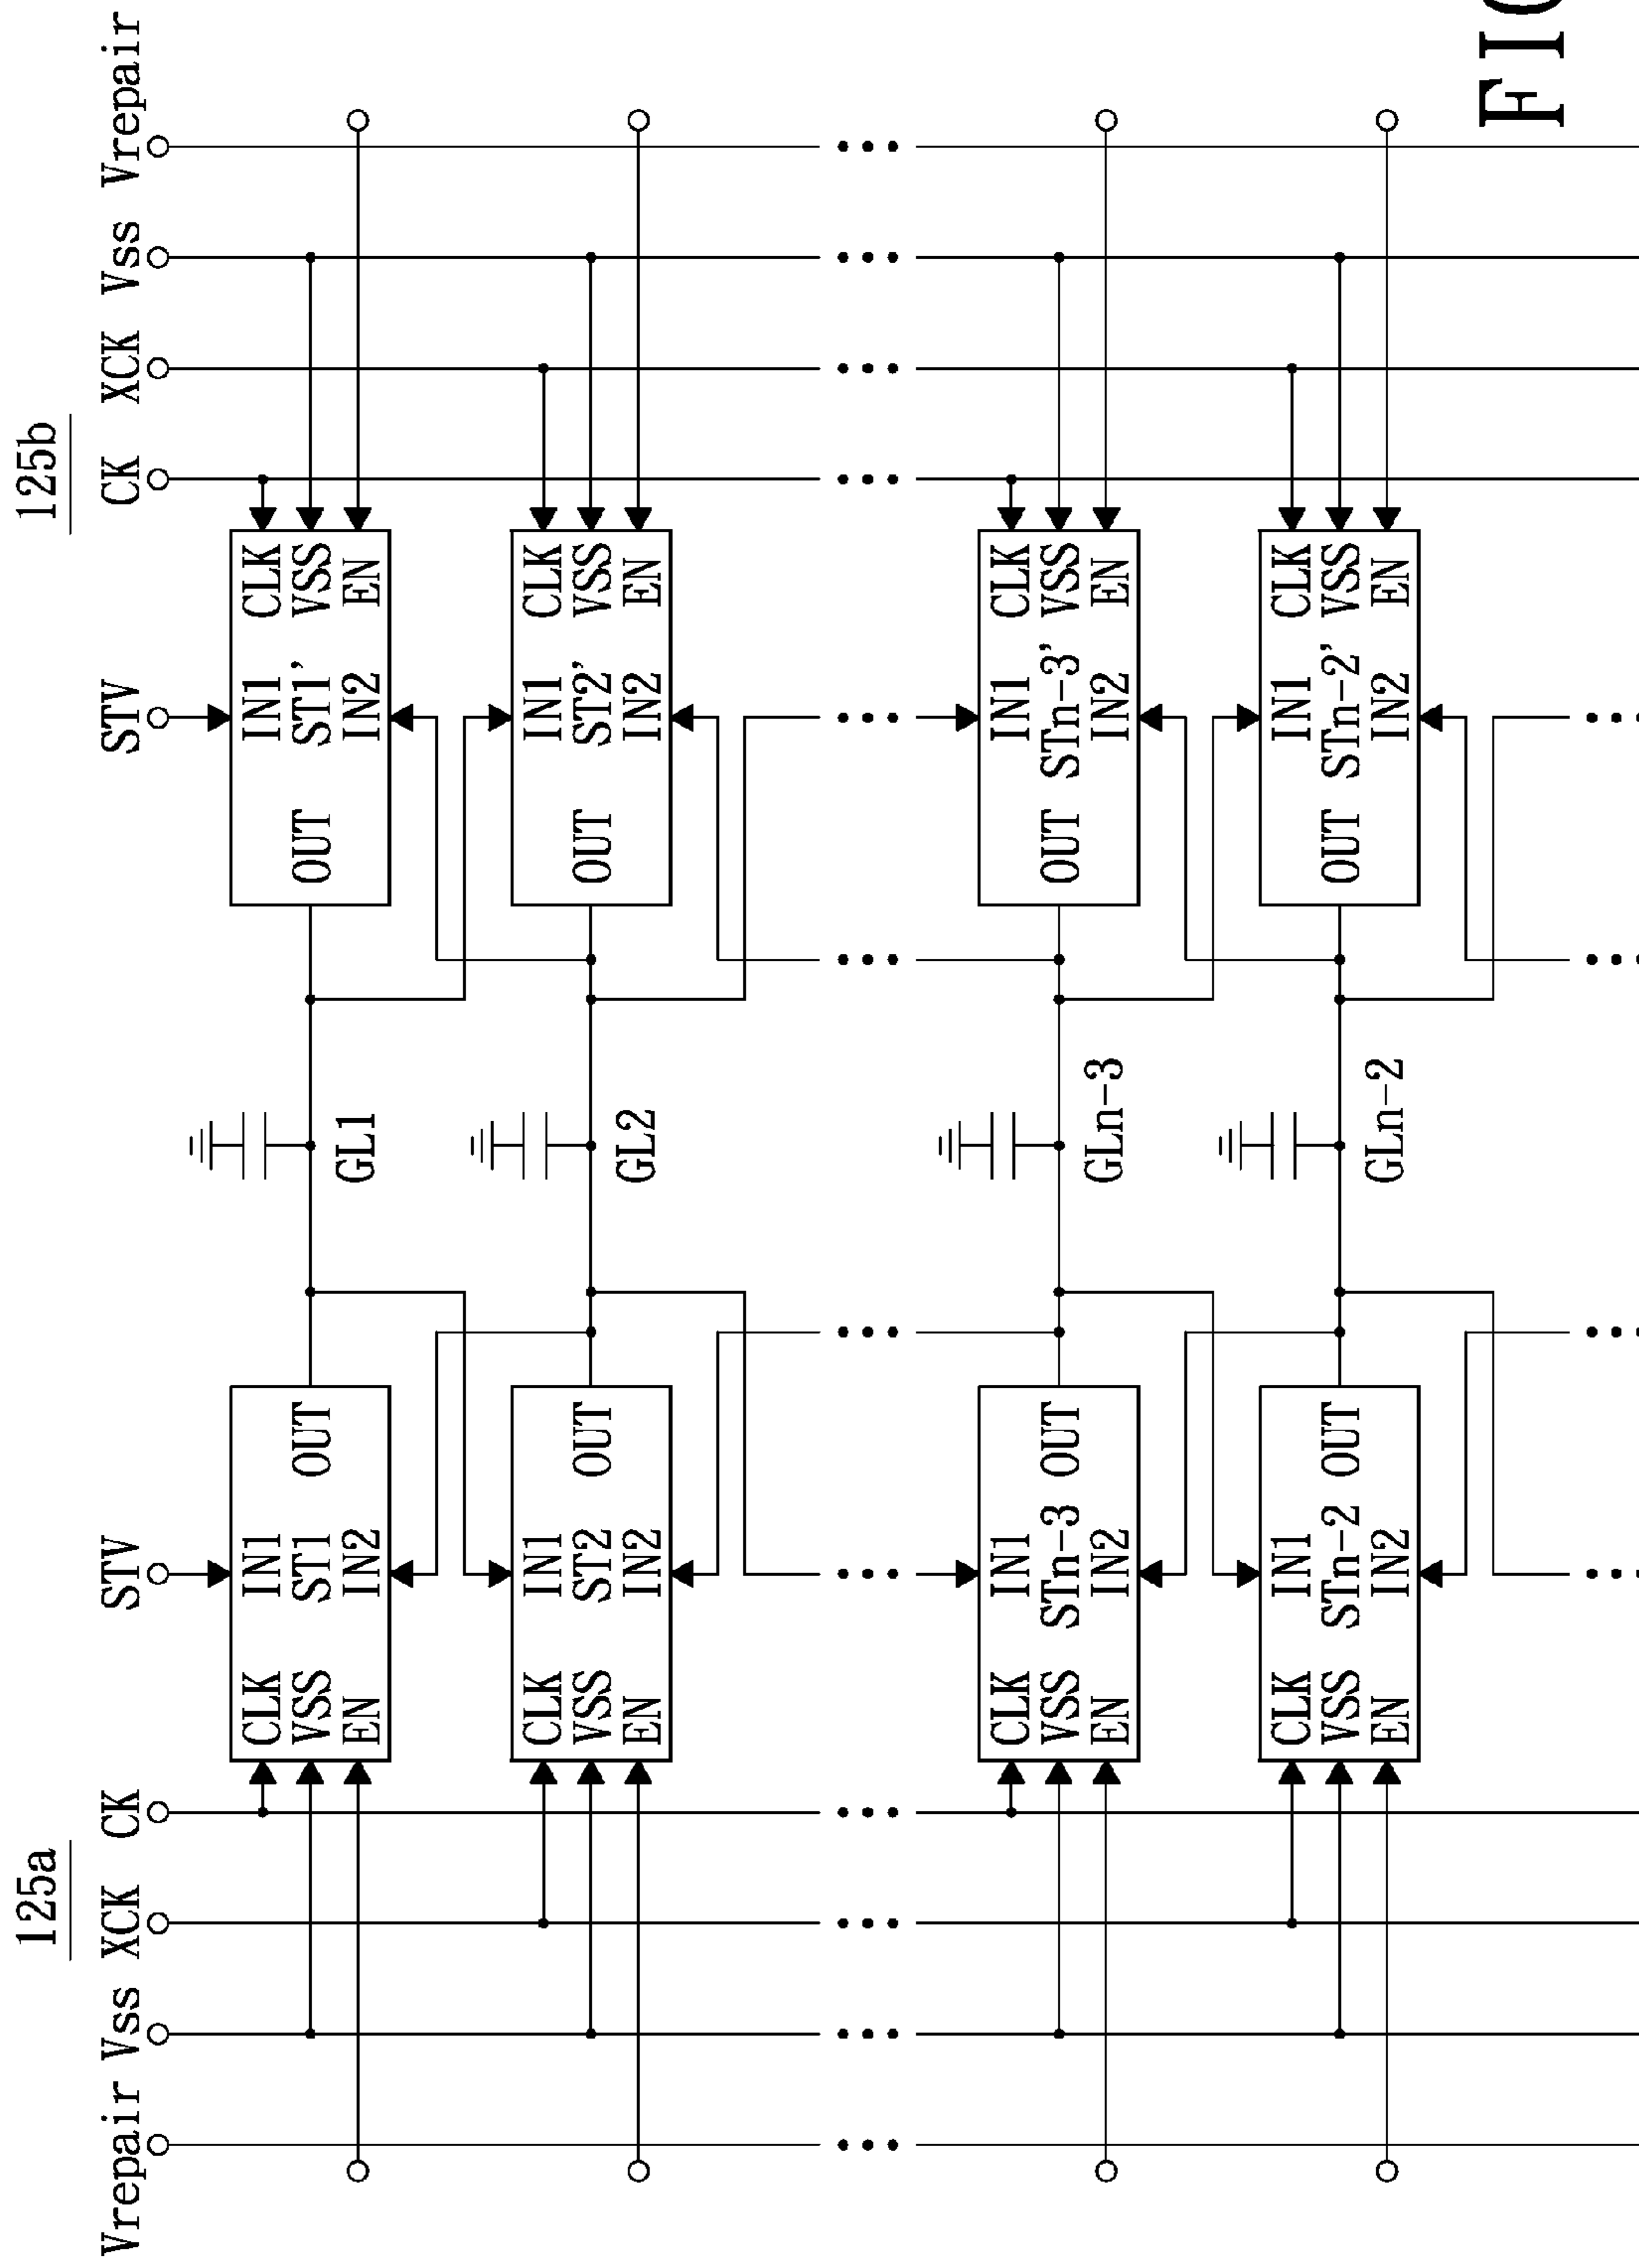 125a 125b
Vrepair Vss XCK CK STV STV CK XCK Vss Vrepair
CLK IN1 IN1 CLK
VSS ST1 OUT OUT ST1' VSS
EN IN2 GL1 IN2 EN
CLK IN1 IN1 CLK
VSS ST2 OUT OUT ST2' VSS
EN IN2 GL2 IN2 EN
CLK IN1 IN1 CLK
VSS STn-3 OUT OUT STn-3' VSS
EN IN2 GLn-3 IN2 EN
CLK IN1 IN1 CLK
VSS STn-2 OUT OUT STn-2' VSS
EN IN2 GLn-2 IN2 EN